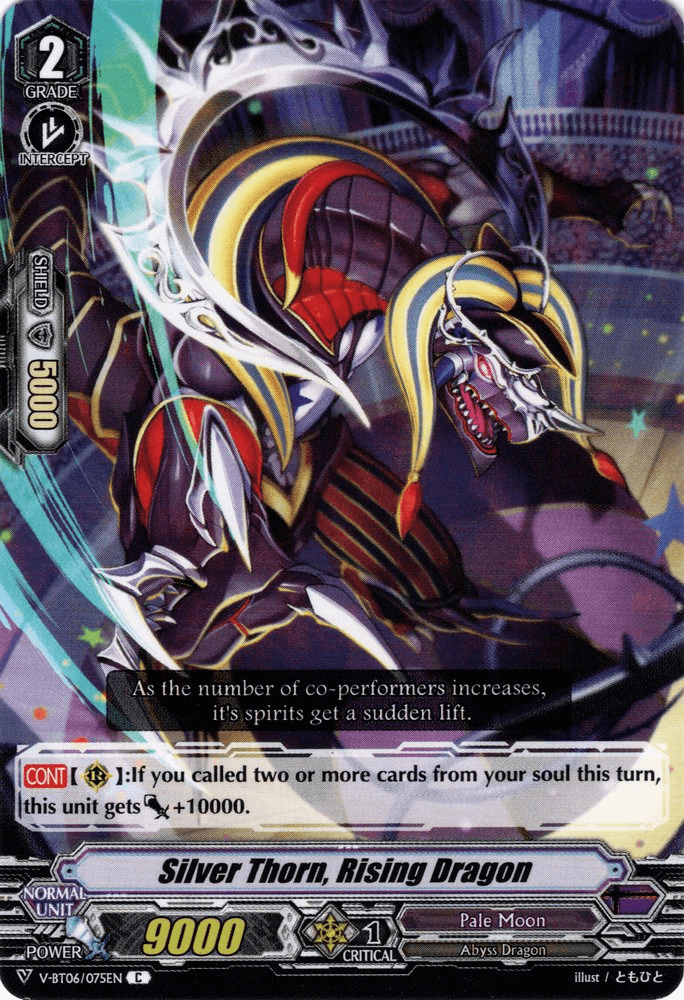 2
GRADE
INTERCEPT
SHIELD
5000
As the number of co-performers increases,
it's spirits get a sudden lift.
CONT【 R 】:If you called two or more cards from your soul this turn,
this unit gets +10000.
Silver Thorn, Rising Dragon
NORMAL
UNIT
POWER
9000
1
CRITICAL
Pale Moon
Abyss Dragon
V-BT06/075EN
C
illust / ともひと